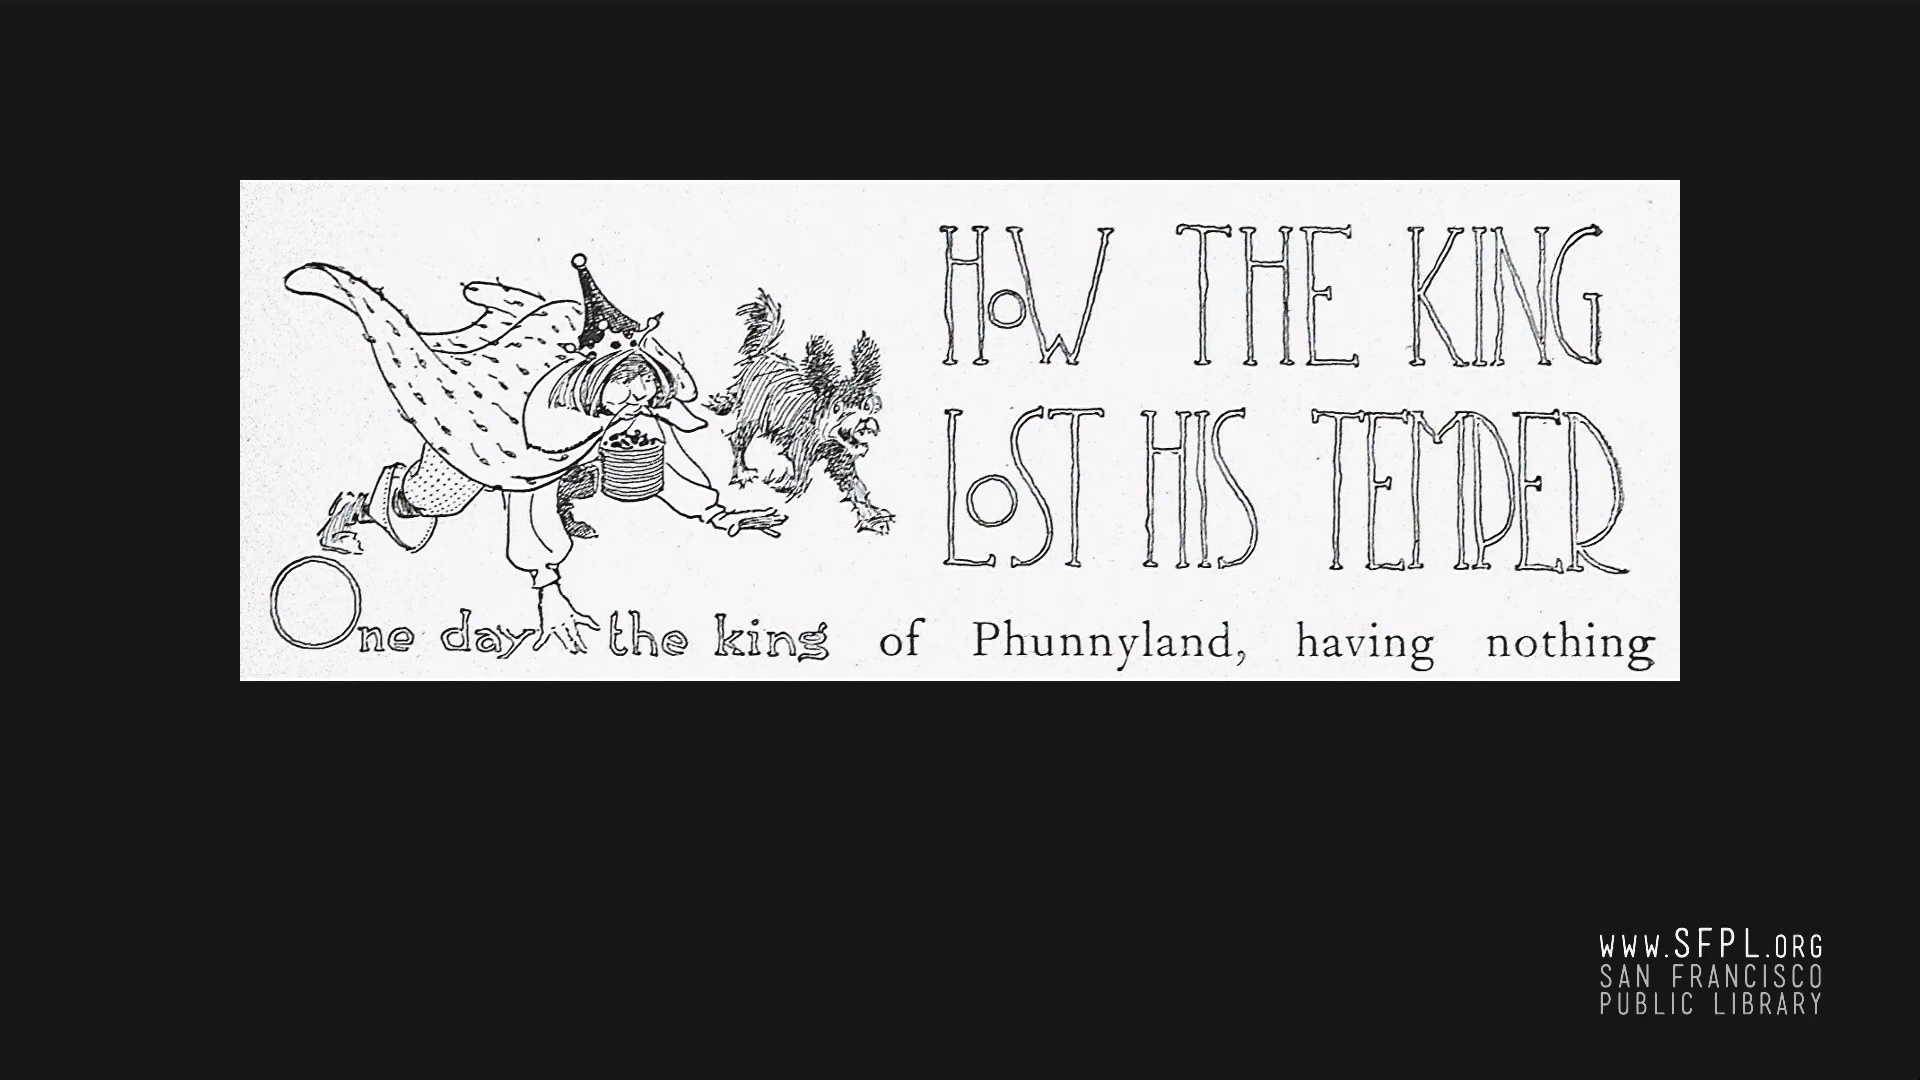 HOW THE KING
LOST HIS TEMPER
One day the king of Phunnyland, having nothing
WWW.SFPL.ORG
SAN FRANCISCO
PUBLIC LIBRARY